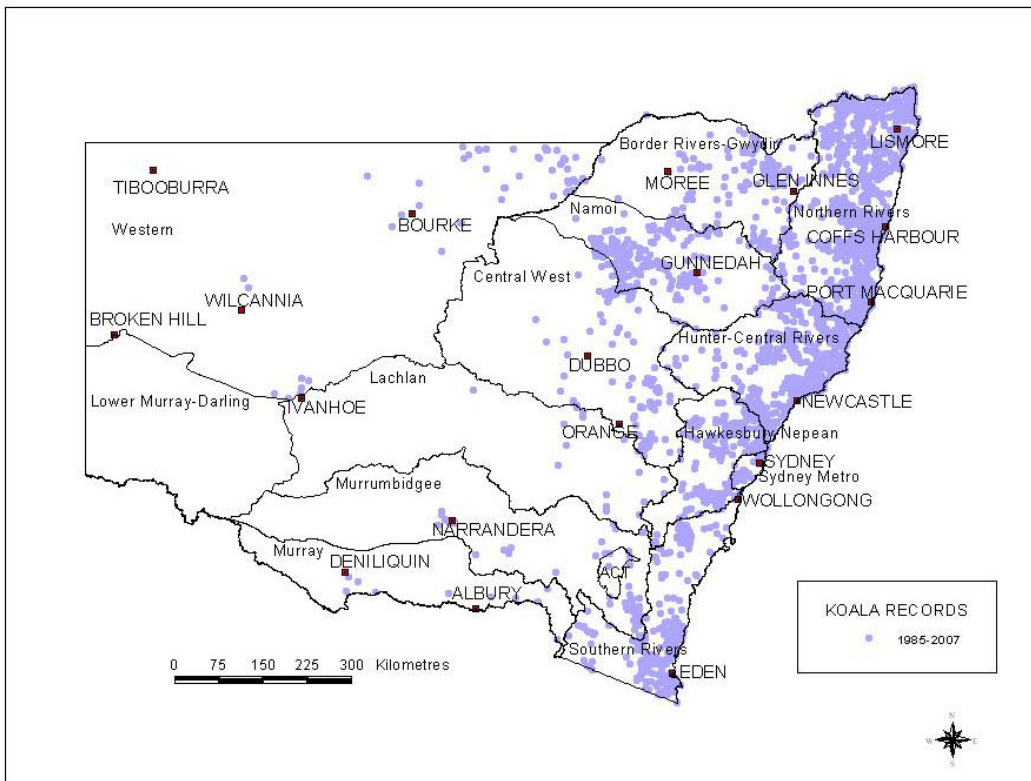 LISMORE
Border Rivers-Gwydir
TIBOOBURRA
MOREE
GLEN INNES
Namoi
Northern Rivers
Western
BOURKE
COFFS HARBOUR
GUNNEDAH
Central West
WILCANNIA
PORT MACQUARIE
BROKEN HILL
Hunter-Central Rivers
DUBBO
Lachlan
Lower Murray-Darling
IVANHOE
NEWCASTLE
ORANGE
Hawkesbury Nepean
SYDNEY
Sydney Metro
Murrumbidgee
WOLLONGONG
NARRANDERA
Murray
DENILIQUIN
ACT
ALBURY
KOALA RECORDS
1985-2007
Southern Rivers
0 75 150 225 300 Kilometres
EDEN
N
W E
S